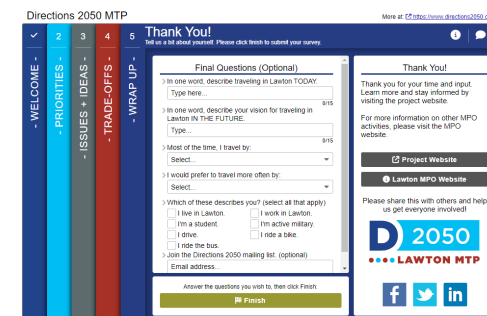 Directions 2050 MTP
More at: https://www.directions2050.
2
3
4
5
- WELCOME -
- PRIORITIES -
- ISSUES + IDEAS -
- TRADE-OFFS -
- WRAP UP -
Thank You!
Tell us a bit about yourself. Please click finish to submit your survey.
Final Questions (Optional)
In one word, describe traveling in Lawton TODAY.
Type here...
0/15
In one word, describe your vision for traveling in
Lawton IN THE FUTURE.
Type...
0/15
Most of the time, I travel by:
Select...
I would prefer to travel more often by:
Select...
Which of these describes you? (select all that apply)
I live in Lawton.
I work in Lawton.
I'm a student.
I'm active military.
I drive.
I ride a bike.
I ride the bus.
Join the Directions 2050 mailing list. (optional)
Email address...
Answer the questions you wish to, then click Finish:
Finish
Thank You!
Thank you for your time and input.
Learn more and stay informed by
visiting the project website.
For more information on other MPO
activities, please visit the MPO
website.
Project Website
Lawton MPO Website
Please share this with others and help
us get everyone involved!
D 2050
LAWTON MTP
f
in